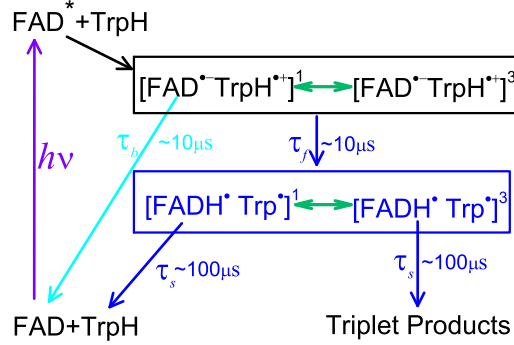 FAD*+TrpH
[FAD•−TrpH•+]1 [FAD•−TrpH•+]3
τb ~10μs
τf ~10μs
hν
[FADH• Trp•]1 [FADH• Trp•]3
τs~100μs
τs~100μs
FAD+TrpH
Triplet Products